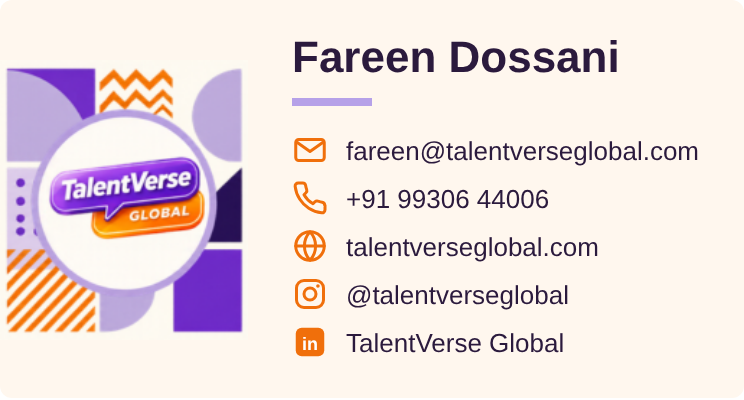 Fareen Dossani
TalentVerse
GLOBAL
fareen@talentverseglobal.com
+91 99306 44006
talentverseglobal.com
@talentverseglobal
in
TalentVerse Global